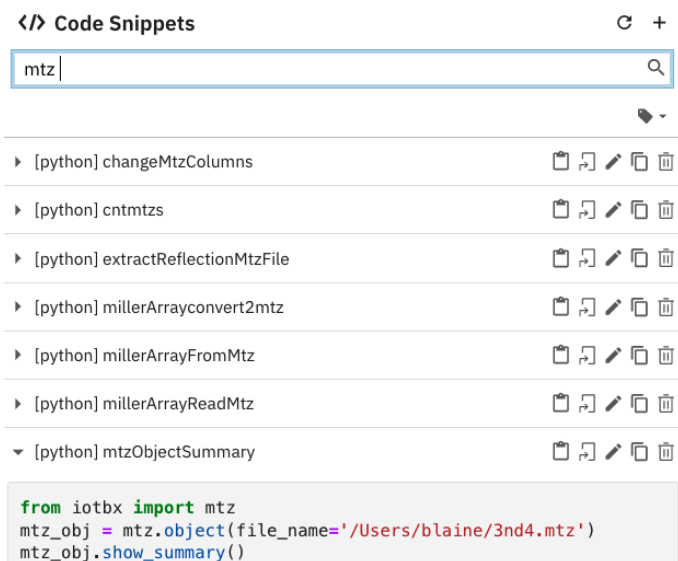 </> Code Snippets
mtz
[python] changeMtzColumns
[python] cntmtzs
[python] extractReflectionMtzFile
[python] millerArrayconvert2mtz
[python] millerArrayFromMtz
[python] millerArrayReadMtz
[python] mtzObjectSummary
from iotbx import mtz
mtz_obj = mtz.object(file_name='/Users/blaine/3nd4.mtz')
mtz_obj.show_summary()